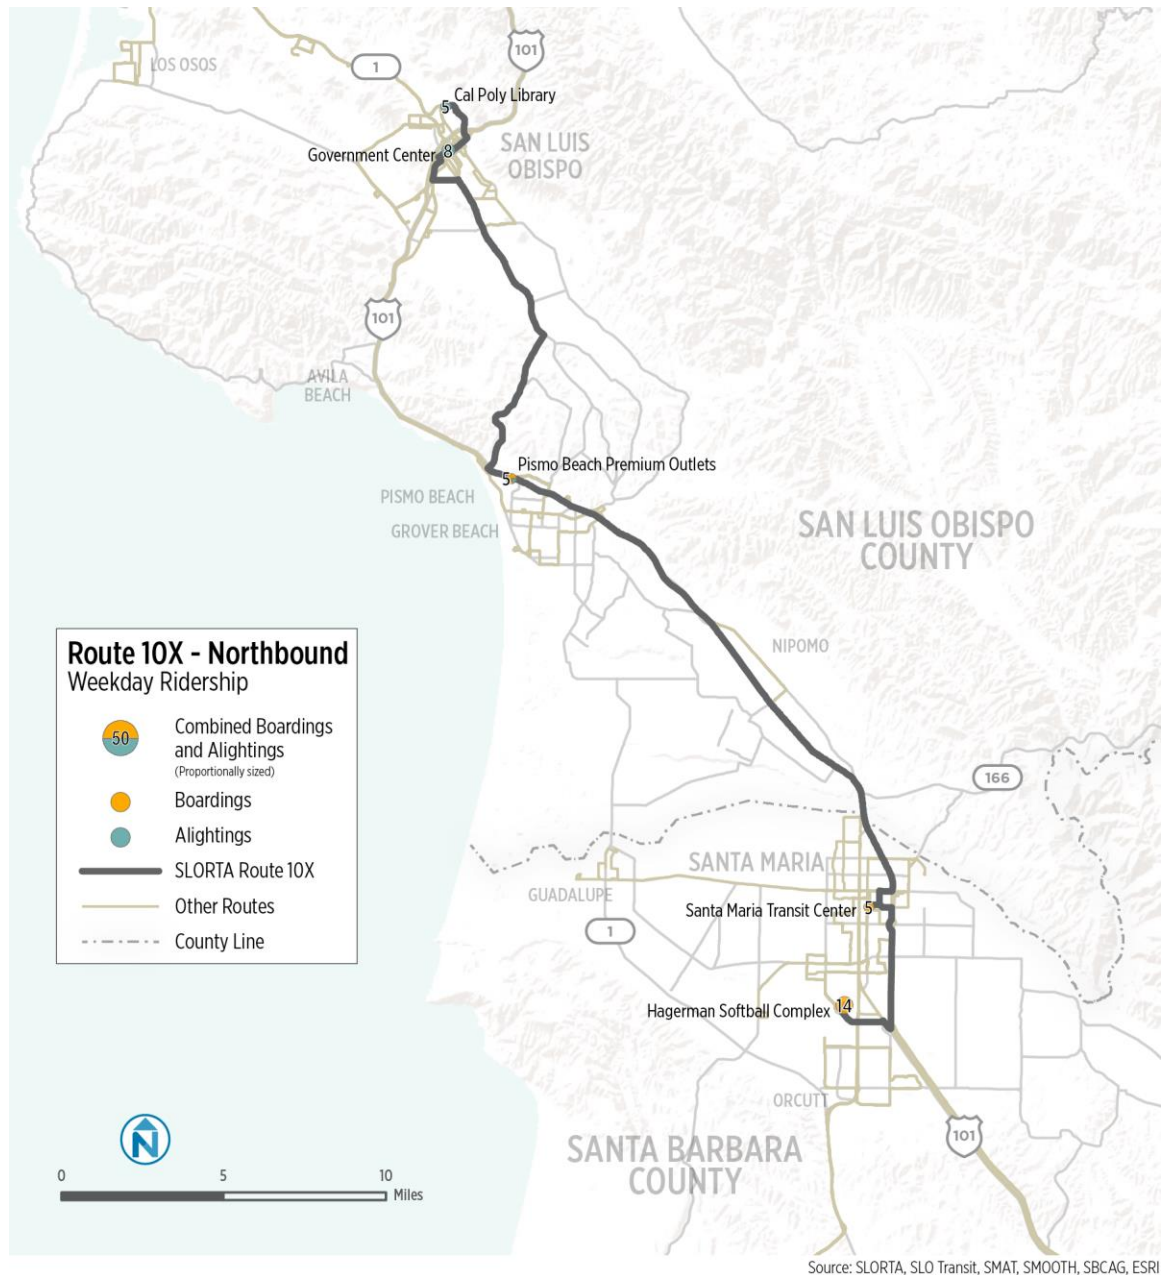 LOS OSOS
1
101
Cal Poly Library
5
SAN LUIS
OBISPO
Government Center
8
101
AVILA
BEACH
Pismo Beach Premium Outlets
5
PISMO BEACH
GROVER BEACH
SAN LUIS OBISPO
COUNTY
NIPOMO
Route 10X - Northbound
Weekday Ridership
50
Combined Boardings
and Alightings
(Proportionally sized)
Boardings
Alightings
SLORTA Route 10X
Other Routes
County Line
166
SANTA MARIA
GUADALUPE
Santa Maria Transit Center
5
1
Hagerman Softball Complex
14
ORCUTT
101
SANTA BARBARA
COUNTY
N
0 5 10
Miles
Source: SLORTA, SLO Transit, SMAT, SMOOTH, SBCAG, ESRI